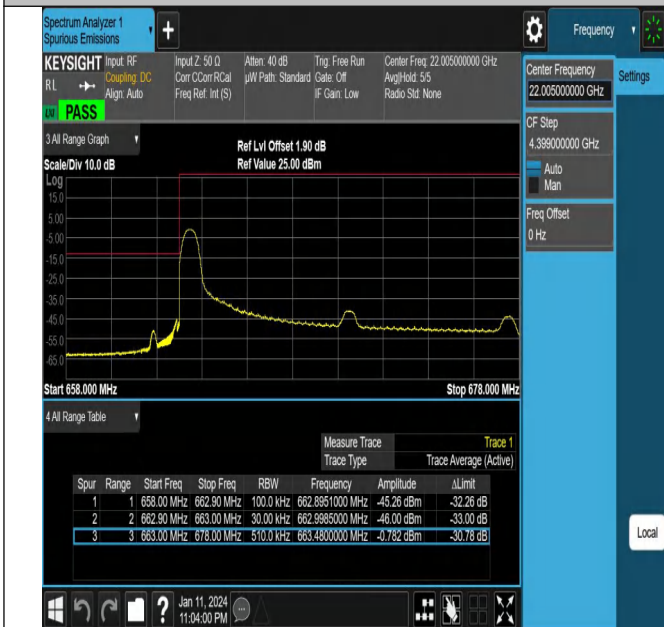 Spectrum Analyzer 1
Spurious Emissions
+
Frequency
KEYSIGHT Input: RF Input Z: 50 Ω Atten: 40 dB Trig: Free Run Center Freq: 22.005000000 GHz
RL Coupling: DC Corr CCorr RCal µW Path: Standard Gate: Off Avg|Hold: 5/5
Align: Auto Freq Ref: Int (S) IF Gain: Low Radio Std: None
PASS
Center Frequency
22.005000000 GHz
Settings
CF Step
4.399000000 GHz
Auto
Man
Freq Offset
0 Hz
3 All Range Graph
Ref Lvl Offset 1.90 dB
Scale/Div 10.0 dB Ref Value 25.00 dBm
Log
15.0
5.00
-5.00
-15.0
-25.0
-35.0
-45.0
-55.0
-65.0
Start 658.000 MHz Stop 678.000 MHz
4 All Range Table
Measure Trace Trace 1
Trace Type Trace Average (Active)
Spur Range Start Freq Stop Freq RBW Frequency Amplitude ΔLimit
1 1 658.00 MHz 662.90 MHz 100.0 kHz 662.8951000 MHz -45.26 dBm -32.26 dB
2 2 662.90 MHz 663.00 MHz 30.00 kHz 662.9985000 MHz -46.00 dBm -33.00 dB
3 3 663.00 MHz 678.00 MHz 510.0 kHz 663.4800000 MHz -0.782 dBm -30.78 dB
Local
? Jan 11, 2024
11:04:00 PM